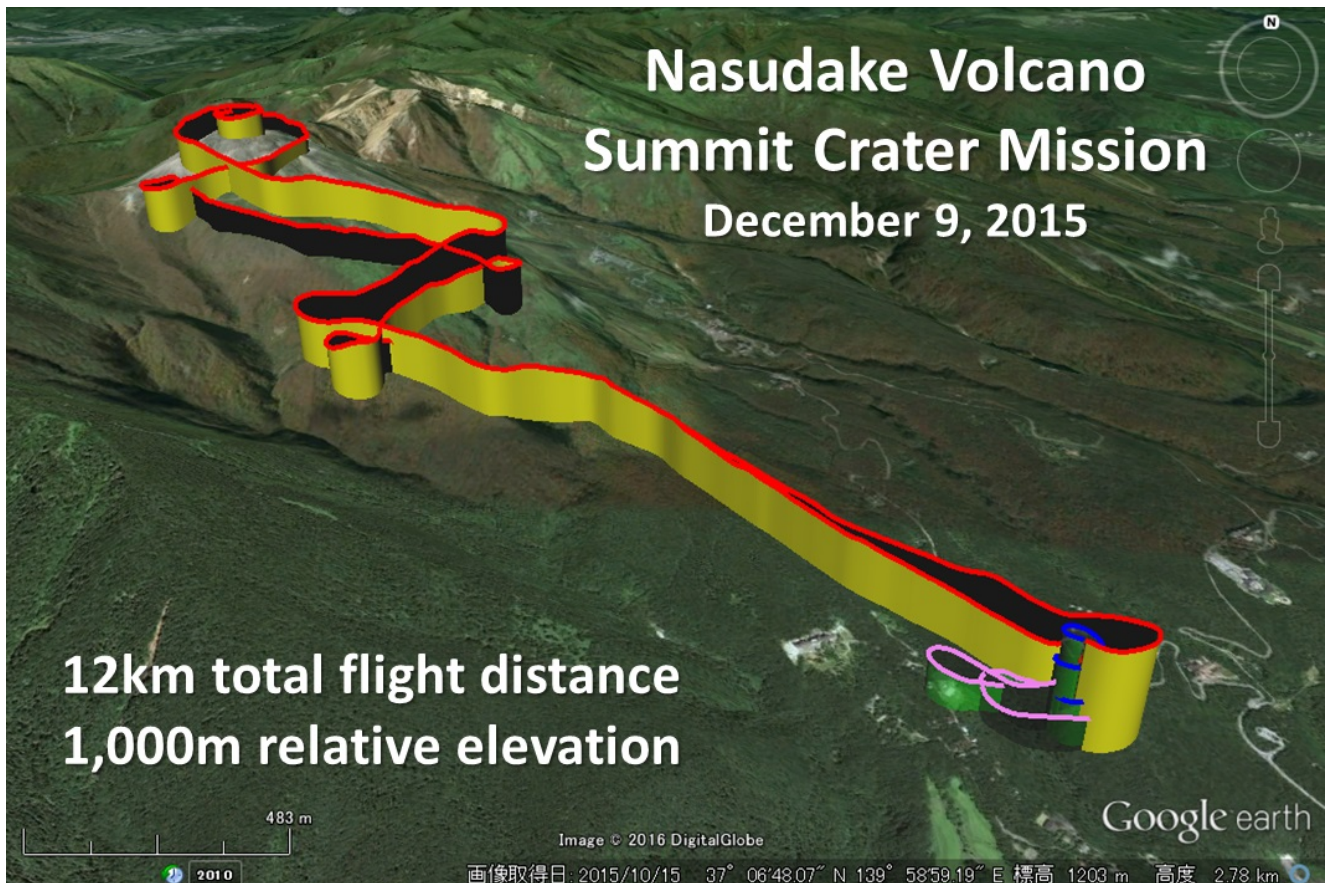 N
Nasudake Volcano
Summit Crater Mission
December 9, 2015
12km total flight distance
1,000m relative elevation
483 m
Google earth
Image © 2016 DigitalGlobe
2010
画像取得日: 2015/10/15 37° 06'48.07" N 139° 58'59.19" E 標高 1203 m 高度 2.78 km